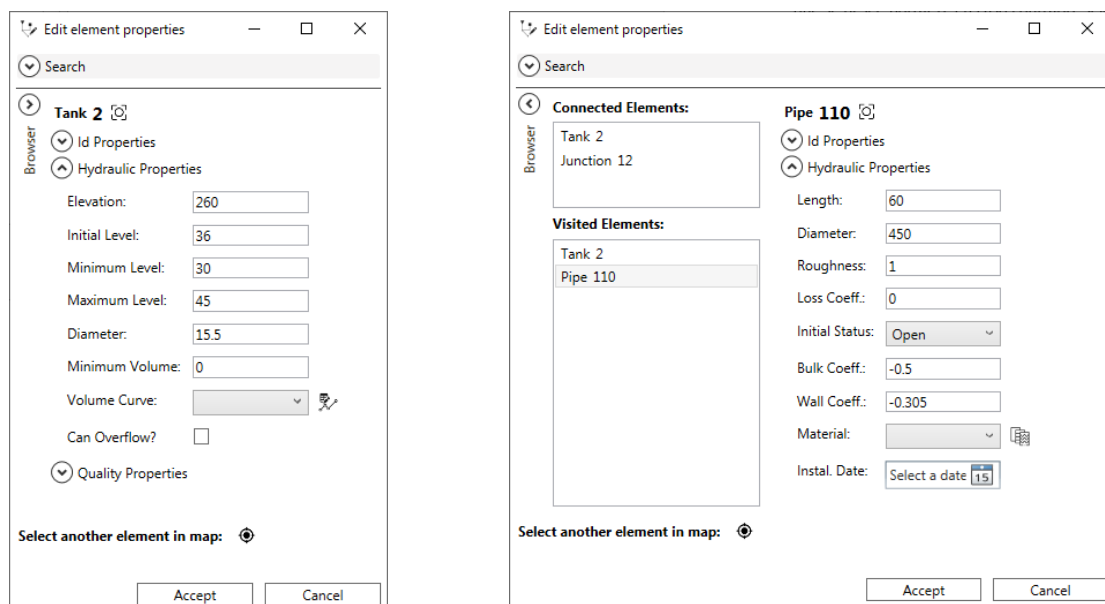 Edit element properties
Search
Browser
Tank 2
Id Properties
Hydraulic Properties
Elevation: 260
Initial Level: 36
Minimum Level: 30
Maximum Level: 45
Diameter: 15.5
Minimum Volume: 0
Volume Curve:
Can Overflow?
Quality Properties
Select another element in map:
Accept Cancel
Edit element properties
Search
Browser
Connected Elements:
Tank 2
Junction 12
Visited Elements:
Tank 2
Pipe 110
Pipe 110
Id Properties
Hydraulic Properties
Length: 60
Diameter: 450
Roughness: 1
Loss Coeff.: 0
Initial Status: Open
Bulk Coeff.: -0.5
Wall Coeff.: -0.305
Material:
Instal. Date: Select a date 15
Select another element in map:
Accept Cancel